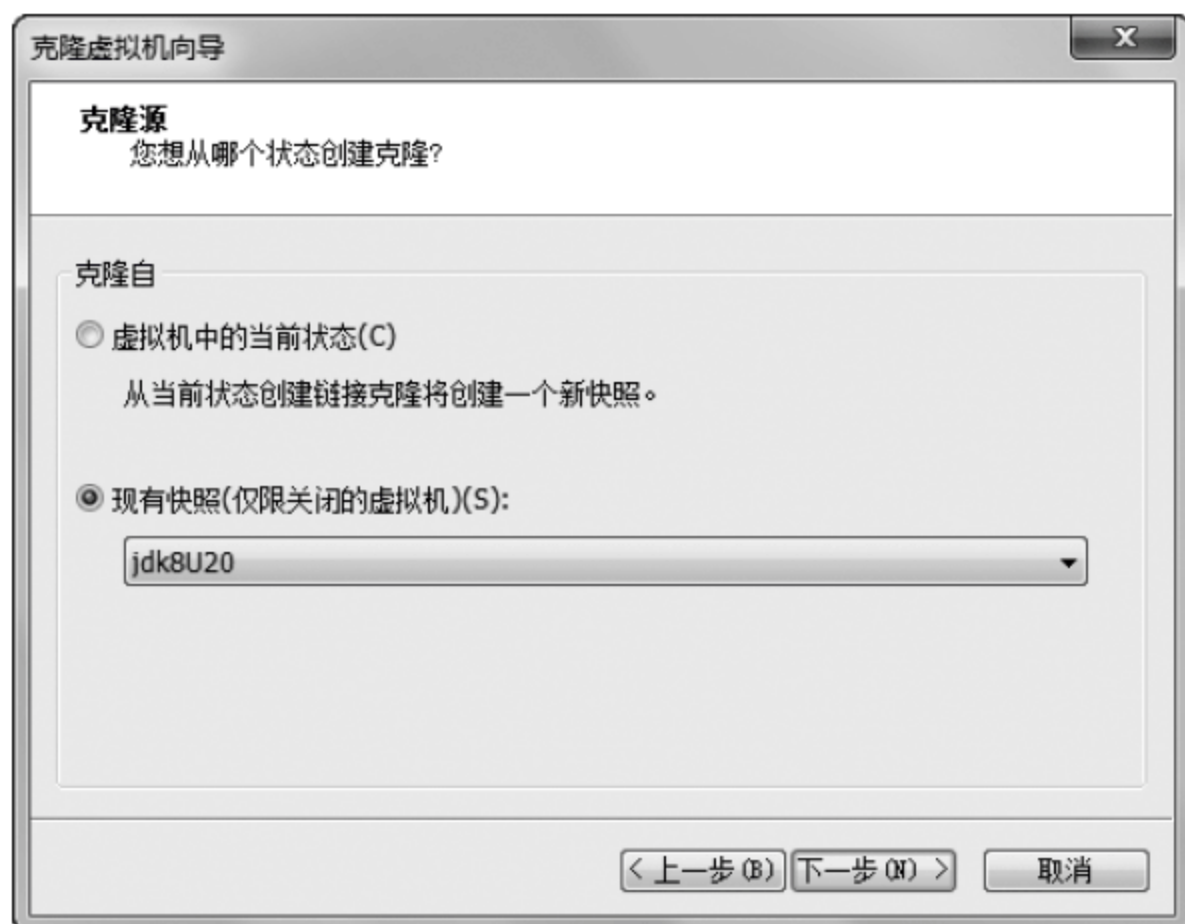 克隆虚拟机向导
克隆源
您想从哪个状态创建克隆?
克隆自
虚拟机中的当前状态(C)
从当前状态创建链接克隆将创建一个新快照。
现有快照(仅限关闭的虚拟机)(S):
jdk8U20
< 上一步(B)
下一步(N) >
取消